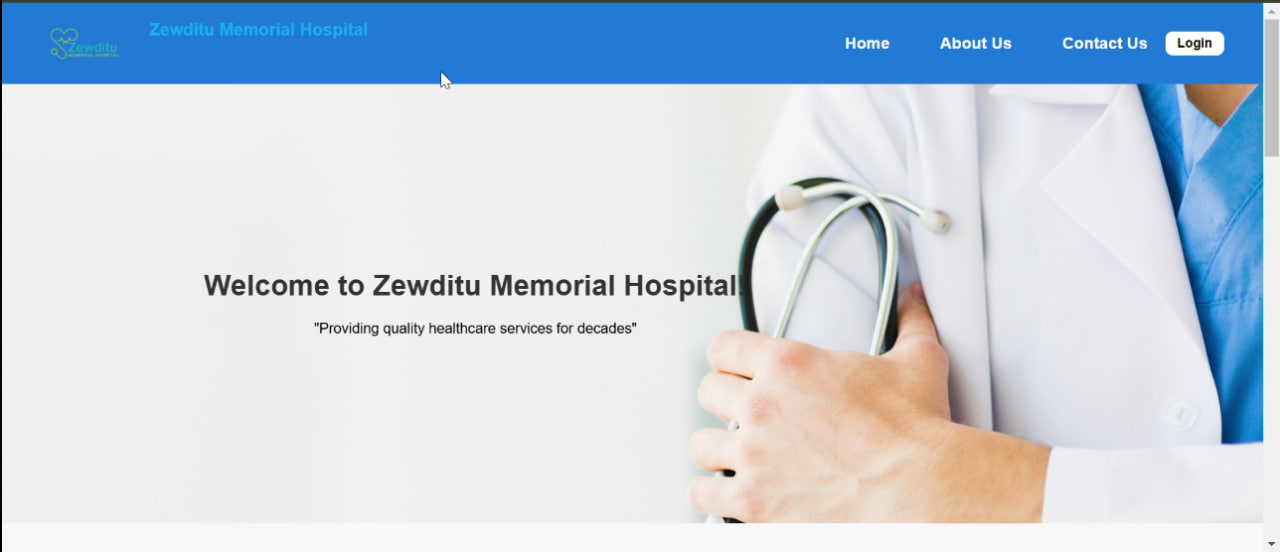 Zewditu Memorial Hospital
Zewditu
MEMORIAL HOSPITAL
Home
About Us
Contact Us
Login
Welcome to Zewditu Memorial Hospital!
"Providing quality healthcare services for decades"